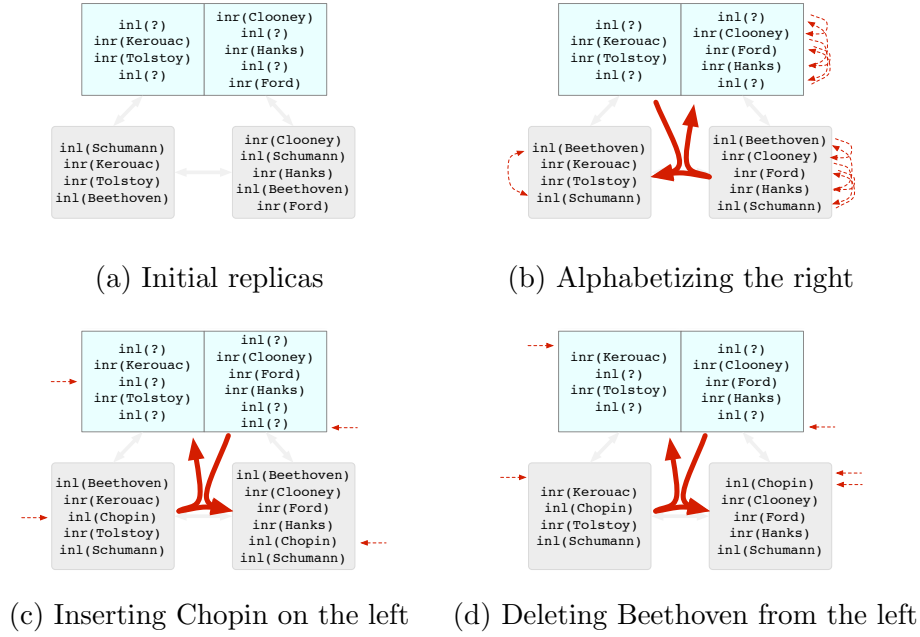 inl(?)
inr(Kerouac)
inr(Tolstoy)
inl(?)
inr(Clooney)
inl(?)
inr(Hanks)
inl(?)
inr(Ford)
inl(Schumann)
inr(Kerouac)
inr(Tolstoy)
inl(Beethoven)
inr(Clooney)
inl(Schumann)
inr(Hanks)
inl(Beethoven)
inr(Ford)
(a) Initial replicas
inl(?)
inr(Kerouac)
inr(Tolstoy)
inl(?)
inl(?)
inr(Clooney)
inr(Ford)
inr(Hanks)
inl(?)
inl(Beethoven)
inr(Kerouac)
inr(Tolstoy)
inl(Schumann)
inl(Beethoven)
inr(Clooney)
inr(Ford)
inr(Hanks)
inl(Schumann)
(b) Alphabetizing the right
inl(?)
inr(Kerouac)
inl(?)
inr(Tolstoy)
inl(?)
inl(?)
inr(Clooney)
inr(Ford)
inr(Hanks)
inl(?)
inl(?)
inl(Beethoven)
inr(Kerouac)
inl(Chopin)
inr(Tolstoy)
inl(Schumann)
inl(Beethoven)
inr(Clooney)
inr(Ford)
inr(Hanks)
inl(Chopin)
inl(Schumann)
(c) Inserting Chopin on the left
inr(Kerouac)
inl(?)
inr(Tolstoy)
inl(?)
inl(?)
inr(Clooney)
inr(Ford)
inr(Hanks)
inl(?)
inr(Kerouac)
inl(Chopin)
inr(Tolstoy)
inl(Schumann)
inl(Chopin)
inr(Clooney)
inr(Ford)
inr(Hanks)
inl(Schumann)
(d) Deleting Beethoven from the left